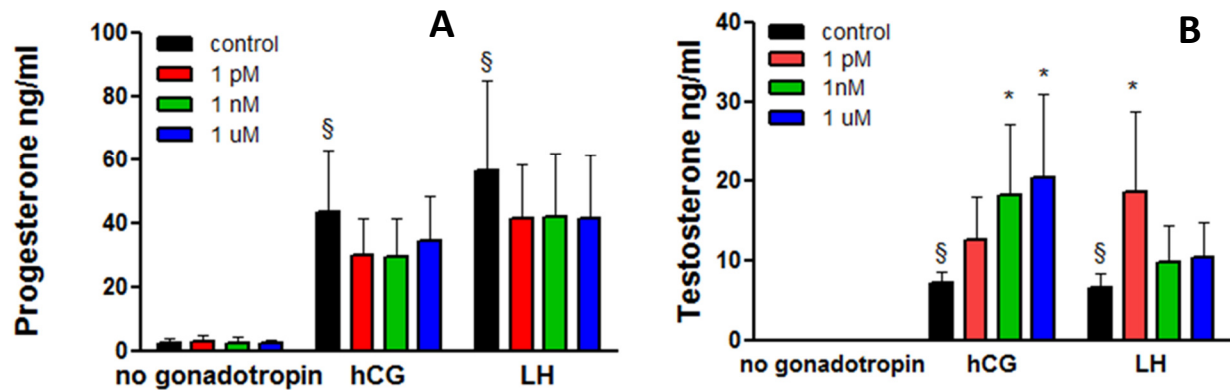 A
Progesterone ng/ml
100
80
60
40
20
0
control
1 pM
1 nM
1 uM
§
§
no gonadotropin hCG LH
B
Testosterone ng/ml
40
30
20
10
0
control
1 pM
1nM
1 uM
§
*
*
§
*
no gonadotropin hCG LH